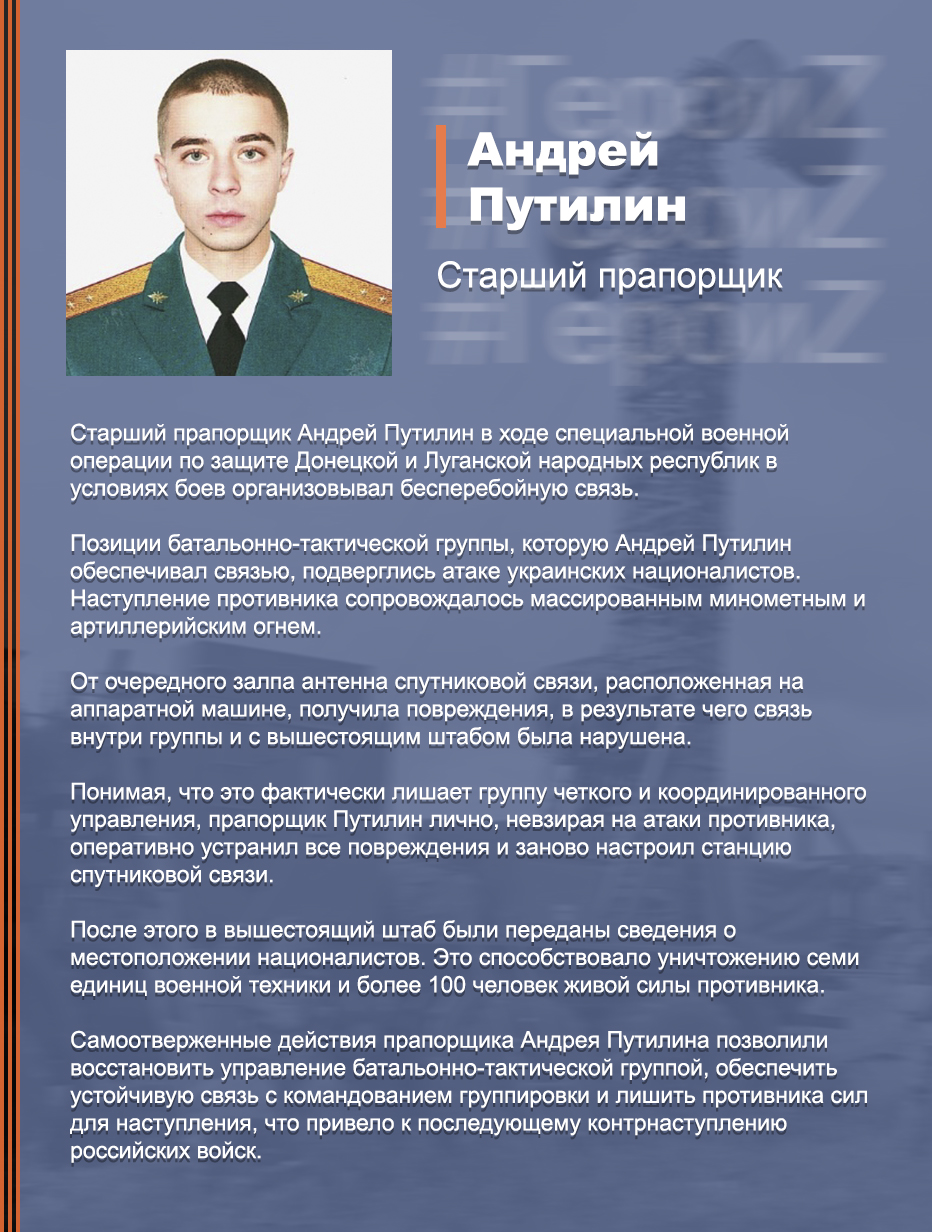 #ГероиZ
#ГероиZ
#ГероиZ
Андрей
Путилин
Старший прапорщик
Старший прапорщик Андрей Путилин в ходе специальной военной
операции по защите Донецкой и Луганской народных республик в
условиях боев организовывал бесперебойную связь.
Позиции батальонно-тактической группы, которую Андрей Путилин
обеспечивал связью, подверглись атаке украинских националистов.
Наступление противника сопровождалось массированным минометным и
артиллерийским огнем.
От очередного залпа антенна спутниковой связи, расположенная на
аппаратной машине, получила повреждения, в результате чего связь
внутри группы и с вышестоящим штабом была нарушена.
Понимая, что это фактически лишает группу четкого и координированного
управления, прапорщик Путилин лично, невзирая на атаки противника,
оперативно устранил все повреждения и заново настроил станцию
спутниковой связи.
После этого в вышестоящий штаб были переданы сведения о
местоположении националистов. Это способствовало уничтожению семи
единиц военной техники и более 100 человек живой силы противника.
Самоотверженные действия прапорщика Андрея Путилина позволили
восстановить управление батальонно-тактической группой, обеспечить
устойчивую связь с командованием группировки и лишить противника сил
для наступления, что привело к последующему контрнаступлению
российских войск.